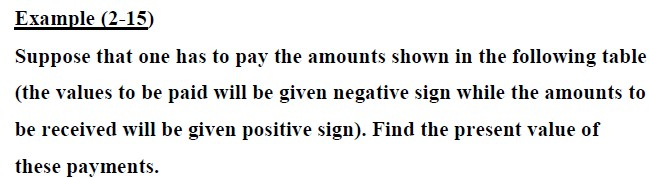 Example (2-15)
Suppose that one has to pay the amounts shown in the following table
(the values to be paid will be given negative sign while the amounts to
be received will be given positive sign). Find the present value of
these payments.